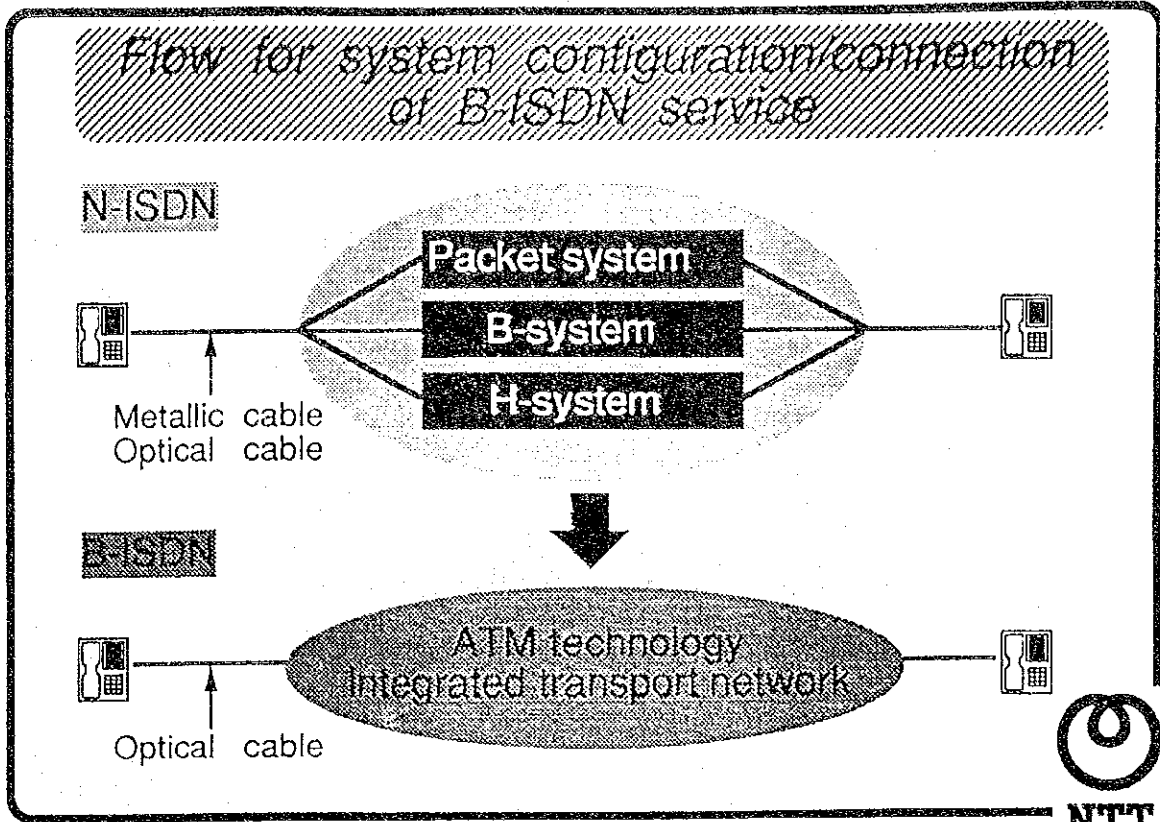 Flow for system configuration/connection
of B-ISDN service
N-ISDN
Packet system
B-system
H-system
Metallic cable
Optical cable
B-ISDN
ATM technology
Integrated transport network
Optical cable
NTT